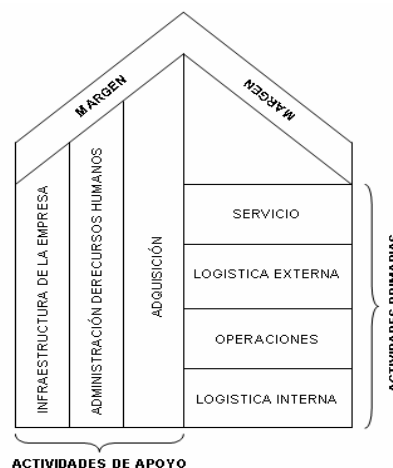 MARGEN
MARGEN
INFRAESTRUCTURA DE LA EMPRESA
ADMINISTRACIÓN DERECURSOS HUMANOS
ADQUISICIÓN
SERVICIO
LOGISTICA EXTERNA
OPERACIONES
LOGISTICA INTERNA
ACTIVIDADES PRIMARIAS
ACTIVIDADES DE APOYO